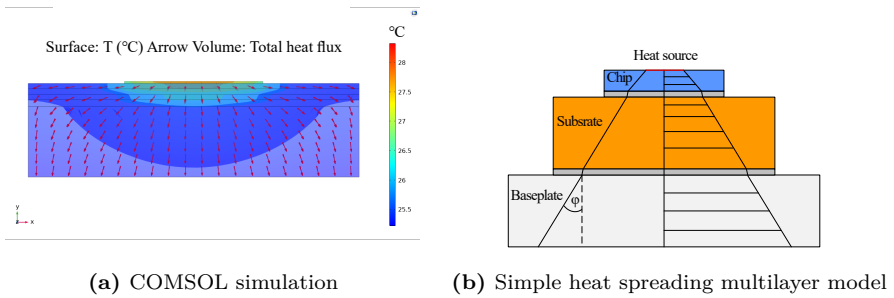 Surface: T (°C) Arrow Volume: Total heat flux
°C
28
27.5
27
26.5
26
25.5
y
z
x
Heat source
Chip
Subsrate
Baseplate
φ
(a) COMSOL simulation
(b) Simple heat spreading multilayer model